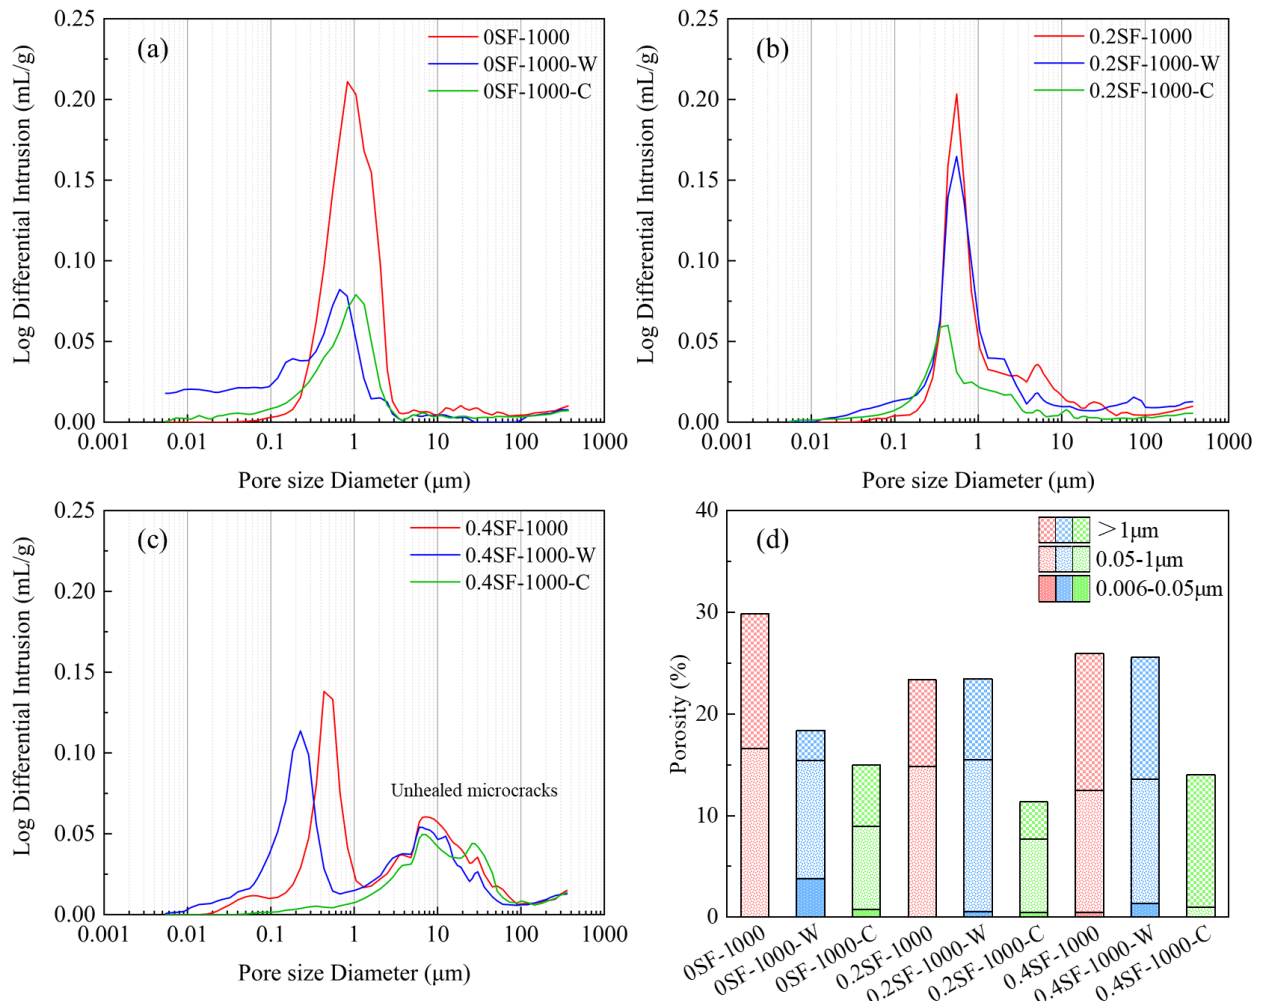 (a)
0SF-1000
0SF-1000-W
0SF-1000-C
0.25
0.20
0.15
0.10
0.05
0.00
Log Differential Intrusion (mL/g)
0.001 0.01 0.1 1 10 100 1000
Pore size Diameter (μm)
(b)
0.2SF-1000
0.2SF-1000-W
0.2SF-1000-C
0.25
0.20
0.15
0.10
0.05
0.00
Log Differential Intrusion (mL/g)
0.001 0.01 0.1 1 10 100 1000
Pore size Diameter (μm)
(c)
0.4SF-1000
0.4SF-1000-W
0.4SF-1000-C
Unhealed microcracks
0.25
0.20
0.15
0.10
0.05
0.00
Log Differential Intrusion (mL/g)
0.001 0.01 0.1 1 10 100 1000
Pore size Diameter (μm)
(d)
>1μm
0.05-1μm
0.006-0.05μm
40
30
20
10
0
Porosity (%)
0SF-1000
0SF-1000-W
0SF-1000-C
0.2SF-1000
0.2SF-1000-W
0.2SF-1000-C
0.4SF-1000
0.4SF-1000-W
0.4SF-1000-C